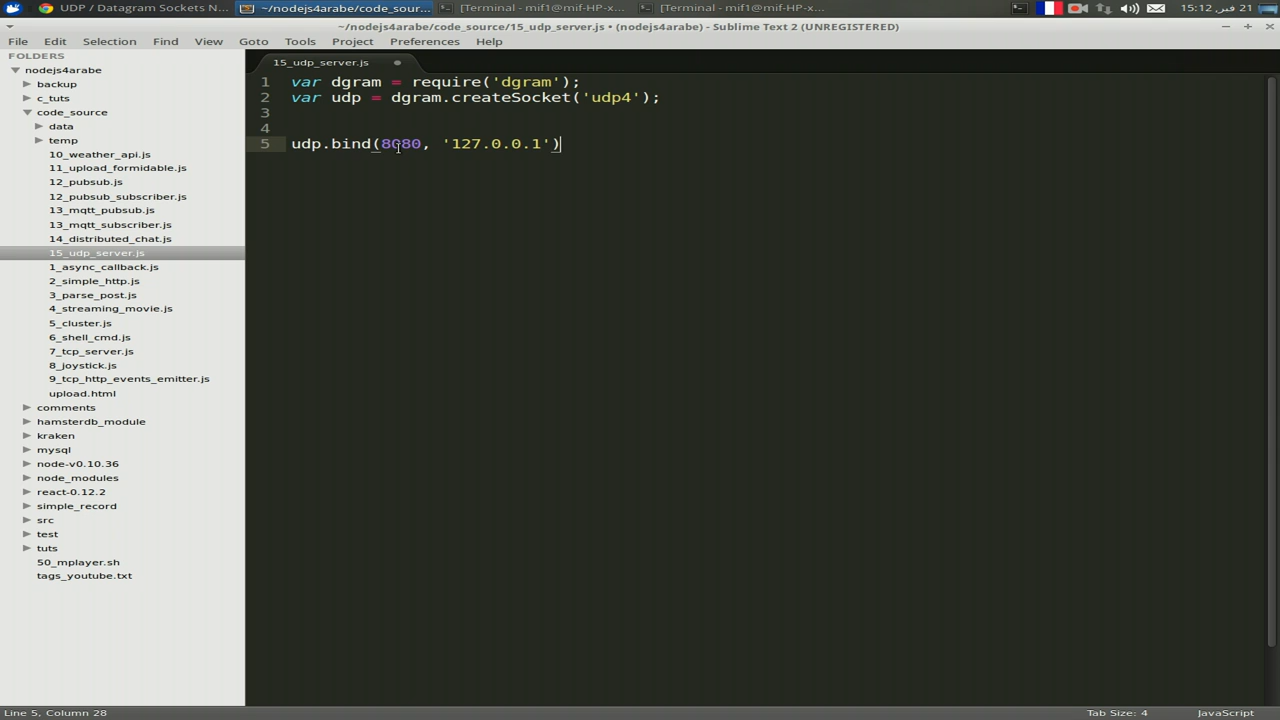 UDP / Datagram Sockets N...
~/nodejs4arabe/code_sour...
[Terminal - mif1@mif-HP-x...
[Terminal - mif1@mif-HP-x...
15:12 فبر, 21
~/nodejs4arabe/code_source/15_udp_server.js • (nodejs4arabe) - Sublime Text 2 (UNREGISTERED)
File Edit Selection Find View Goto Tools Project Preferences Help
FOLDERS
nodejs4arabe
backup
c_tuts
code_source
data
temp
10_weather_api.js
11_upload_formidable.js
12_pubsub.js
12_pubsub_subscriber.js
13_mqtt_pubsub.js
13_mqtt_subscriber.js
14_distributed_chat.js
15_udp_server.js
1_async_callback.js
2_simple_http.js
3_parse_post.js
4_streaming_movie.js
5_cluster.js
6_shell_cmd.js
7_tcp_server.js
8_joystick.js
9_tcp_http_events_emitter.js
upload.html
comments
hamsterdb_module
kraken
mysql
node-v0.10.36
node_modules
react-0.12.2
simple_record
src
test
tuts
50_mplayer.sh
tags_youtube.txt
15_udp_server.js
1 var dgram = require('dgram');
2 var udp = dgram.createSocket('udp4');
3
4
5 udp.bind(8080, '127.0.0.1')
Line 5, Column 28
Tab Size: 4
JavaScript